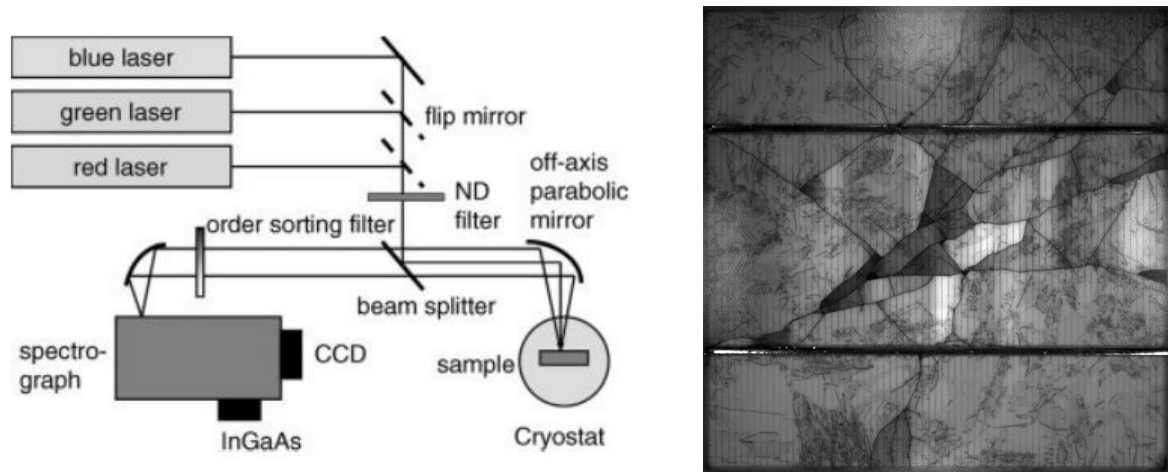 blue laser
green laser
red laser
flip mirror
off-axis
parabolic
mirror
ND
filter
order sorting filter
beam splitter
spectro-
graph
CCD
InGaAs
sample
Cryostat